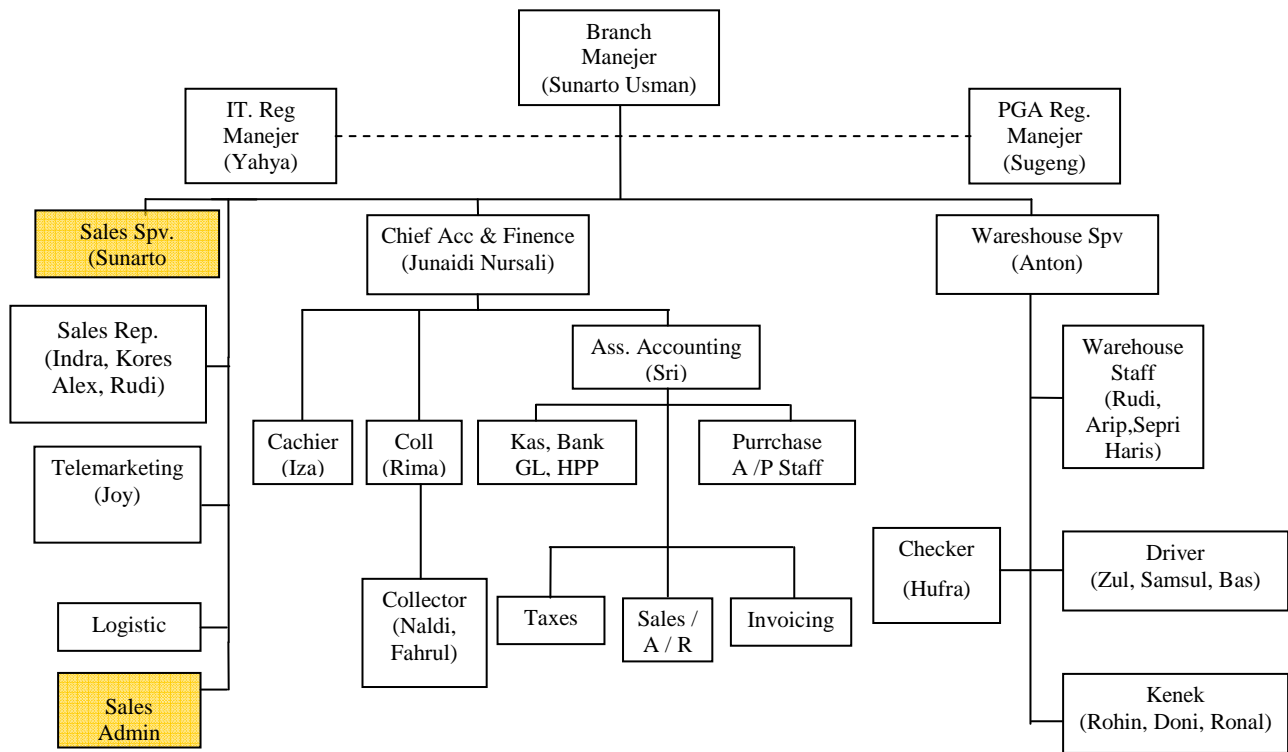 Branch
Manejer
(Sunarto Usman)
IT. Reg
Manejer
(Yahya)
PGA Reg.
Manejer
(Sugeng)
Sales Spv.
(Sunarto
Chief Acc & Finence
(Junaidi Nursali)
Wareshouse Spv
(Anton)
Sales Rep.
(Indra, Kores
Alex, Rudi)
Ass. Accounting
(Sri)
Warehouse
Staff
(Rudi,
Arip,Sepri
Haris)
Telemarketing
(Joy)
Cachier
(Iza)
Coll
(Rima)
Kas, Bank
GL, HPP
Purrchase
A /P Staff
Checker
(Hufra)
Driver
(Zul, Samsul, Bas)
Logistic
Collector
(Naldi,
Fahrul)
Taxes
Sales /
A / R
Invoicing
Sales
Admin
Kenek
(Rohin, Doni, Ronal)